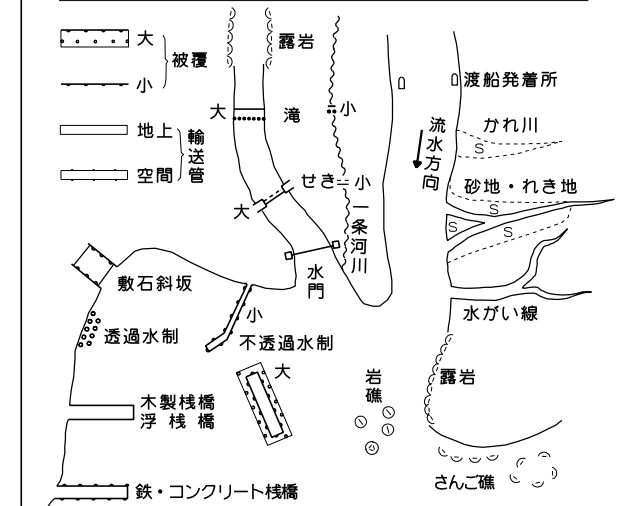 大
小
被覆
地上
空間
輸送管
露岩
大
滝
小
せき
小
大
一条河川
水門
渡船発着所
流水方向
かれ川
S
砂地・れき地
S
S
S
水がい線
敷石斜坂
透過水制
小
不透過水制
大
岩礁
露岩
木製桟橋
浮桟橋
さんご礁
鉄・コンクリート桟橋